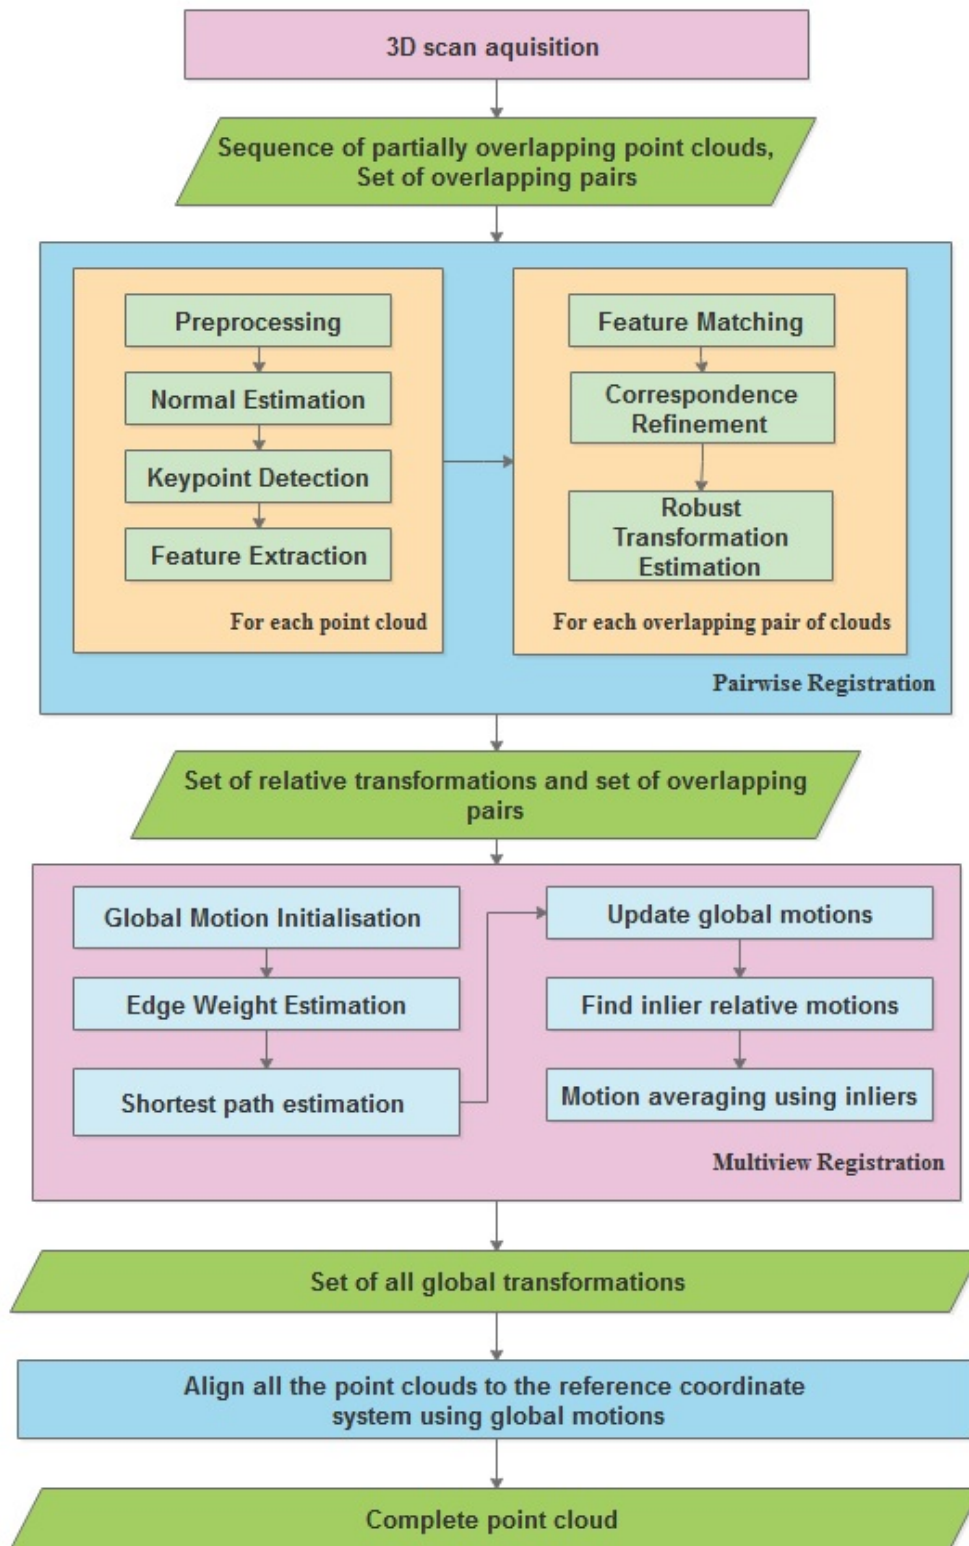 3D scan aquisition
Sequence of partially overlapping point clouds,
Set of overlapping pairs
Preprocessing
Normal Estimation
Keypoint Detection
Feature Extraction
For each point cloud
Feature Matching
Correspondence
Refinement
Robust
Transformation
Estimation
For each overlapping pair of clouds
Pairwise Registration
Set of relative transformations and set of overlapping
pairs
Global Motion Initialisation
Edge Weight Estimation
Shortest path estimation
Update global motions
Find inlier relative motions
Motion averaging using inliers
Multiview Registration
Set of all global transformations
Align all the point clouds to the reference coordinate
system using global motions
Complete point cloud